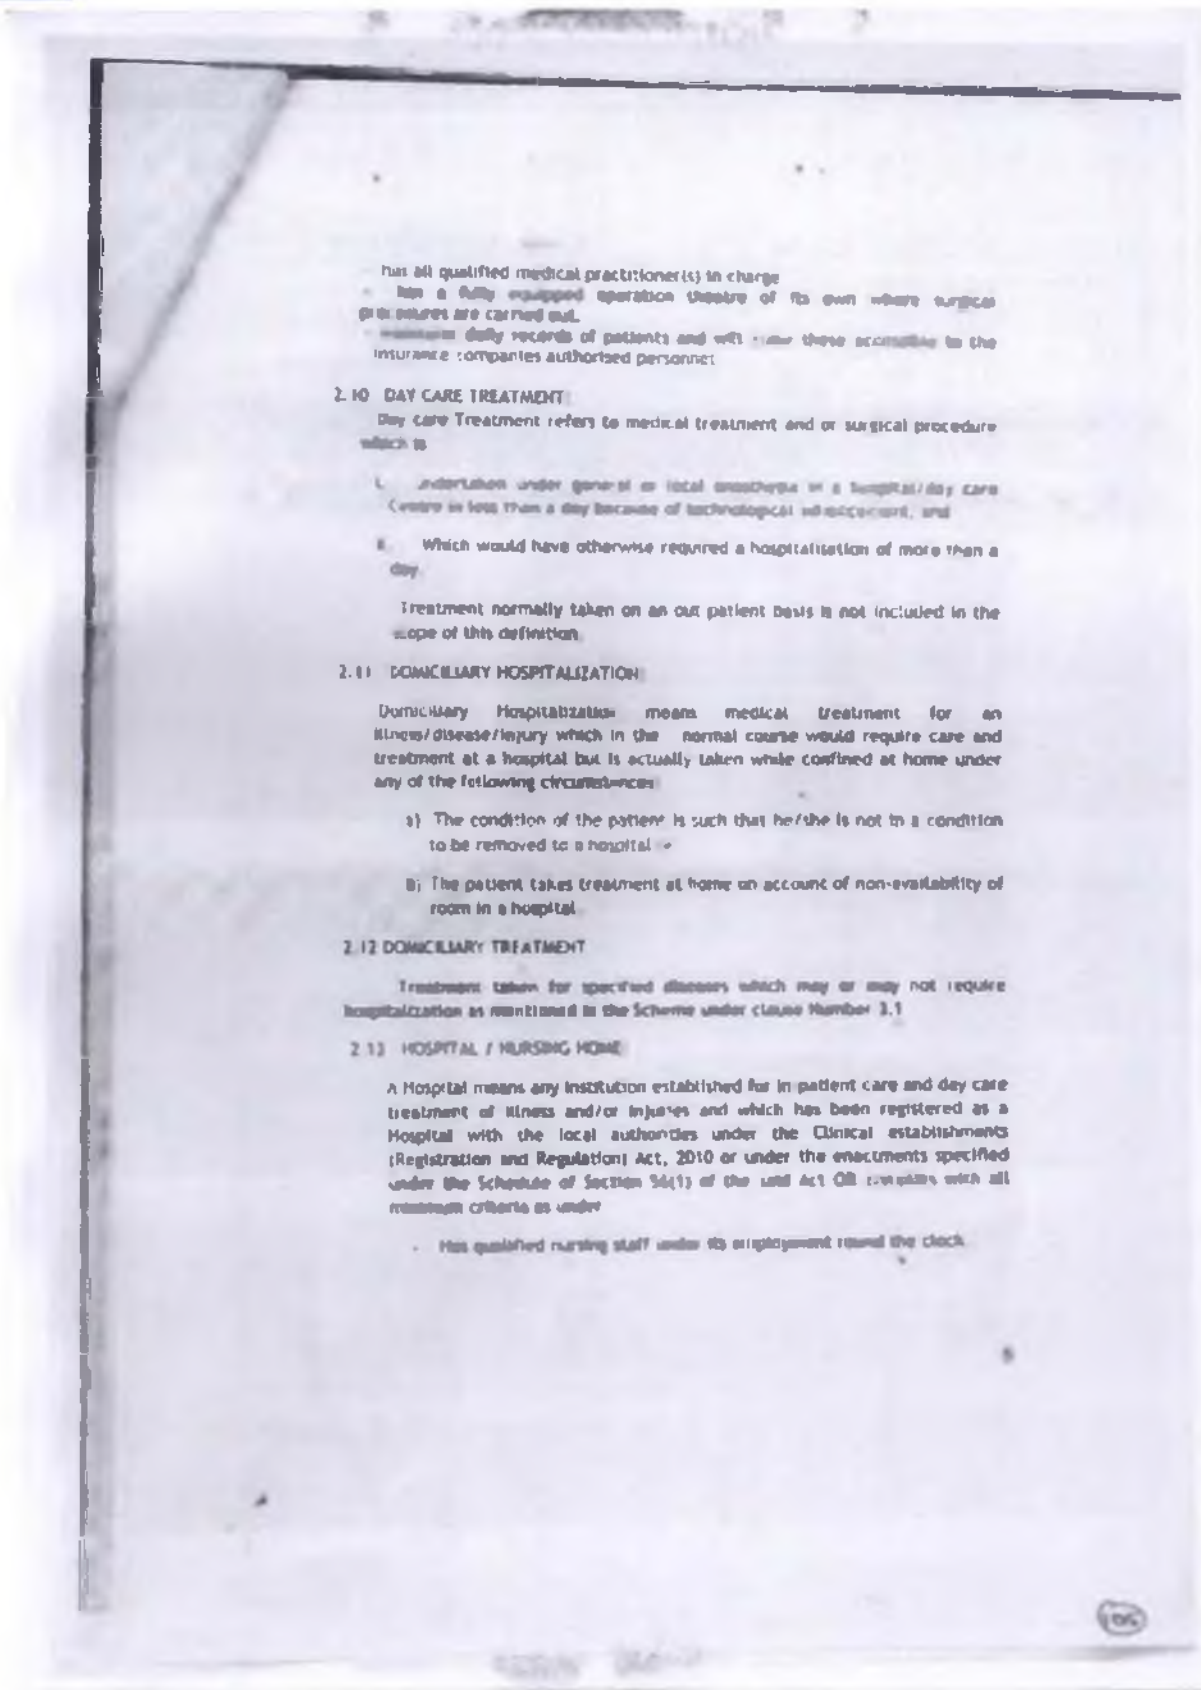 has all qualified medical practitioner(s) in charge
- has a fully equipped operation theatre of its own where surgical
procedures are carried out.
- maintains daily records of patients and will make these accessible to the
insurance companies authorised personnel
2.10 DAY CARE TREATMENT:
Day care Treatment refers to medical treatment and or surgical procedure
which is
i. undertaken under general or local anesthesia in a hospital/day care
Centre in less than a day because of technological advancement, and
ii. Which would have otherwise required a hospitalisation of more than a
day.
Treatment normally taken on an out patient basis is not included in the
scope of this definition.
2.11 DOMICILIARY HOSPITALIZATION:
Domiciliary Hospitalization means medical treatment for an
illness/disease/injury which in the normal course would require care and
treatment at a hospital but is actually taken while confined at home under
any of the following circumstances
a) The condition of the patient is such that he/she is not in a condition
to be removed to a hospital or
B) The patient takes treatment at home on account of non-availability of
room in a hospital.
2.12 DOMICILIARY TREATMENT
Treatment taken for specified diseases which may or may not require
hospitalization as mentioned in the Scheme under clause Number 3.1
2.13 HOSPITAL / NURSING HOME:
A Hospital means any institution established for in patient care and day care
treatment of illness and/or injuries and which has been registered as a
Hospital with the local authorities under the Clinical establishments
(Registration and Regulation) Act, 2010 or under the enactments specified
under the Schedule of Section 56(1) of the said Act OR complies with all
minimum criteria as under
- Has qualified nursing staff under its employment round the clock.
105